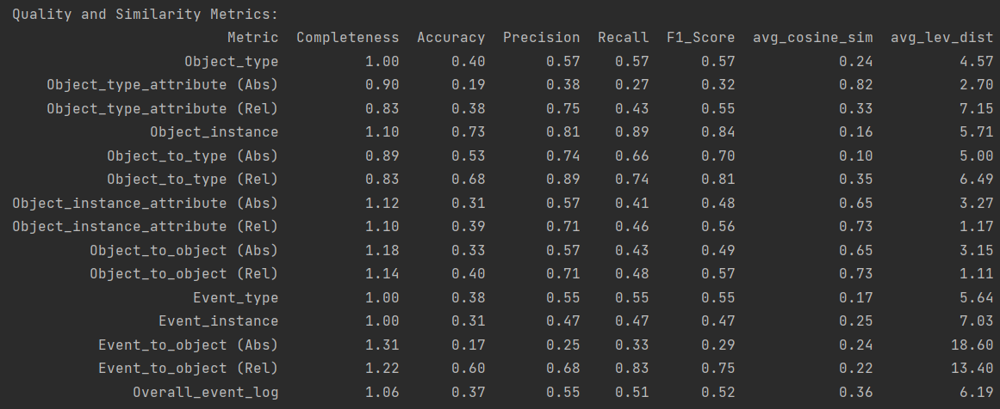 Quality and Similarity Metrics:
Metric Completeness Accuracy Precision Recall F1_Score avg_cosine_sim avg_lev_dist
Object_type 1.00 0.40 0.57 0.57 0.57 0.24 4.57
Object_type_attribute (Abs) 0.90 0.19 0.38 0.27 0.32 0.82 2.70
Object_type_attribute (Rel) 0.83 0.38 0.75 0.43 0.55 0.33 7.15
Object_instance 1.10 0.73 0.81 0.89 0.84 0.16 5.71
Object_to_type (Abs) 0.89 0.53 0.74 0.66 0.70 0.10 5.00
Object_to_type (Rel) 0.83 0.68 0.89 0.74 0.81 0.35 6.49
Object_instance_attribute (Abs) 1.12 0.31 0.57 0.41 0.48 0.65 3.27
Object_instance_attribute (Rel) 1.10 0.39 0.71 0.46 0.56 0.73 1.17
Object_to_object (Abs) 1.18 0.33 0.57 0.43 0.49 0.65 3.15
Object_to_object (Rel) 1.14 0.40 0.71 0.48 0.57 0.73 1.11
Event_type 1.00 0.38 0.55 0.55 0.55 0.17 5.64
Event_instance 1.00 0.31 0.47 0.47 0.47 0.25 7.03
Event_to_object (Abs) 1.31 0.17 0.25 0.33 0.29 0.24 18.60
Event_to_object (Rel) 1.22 0.60 0.68 0.83 0.75 0.22 13.40
Overall_event_log 1.06 0.37 0.55 0.51 0.52 0.36 6.19